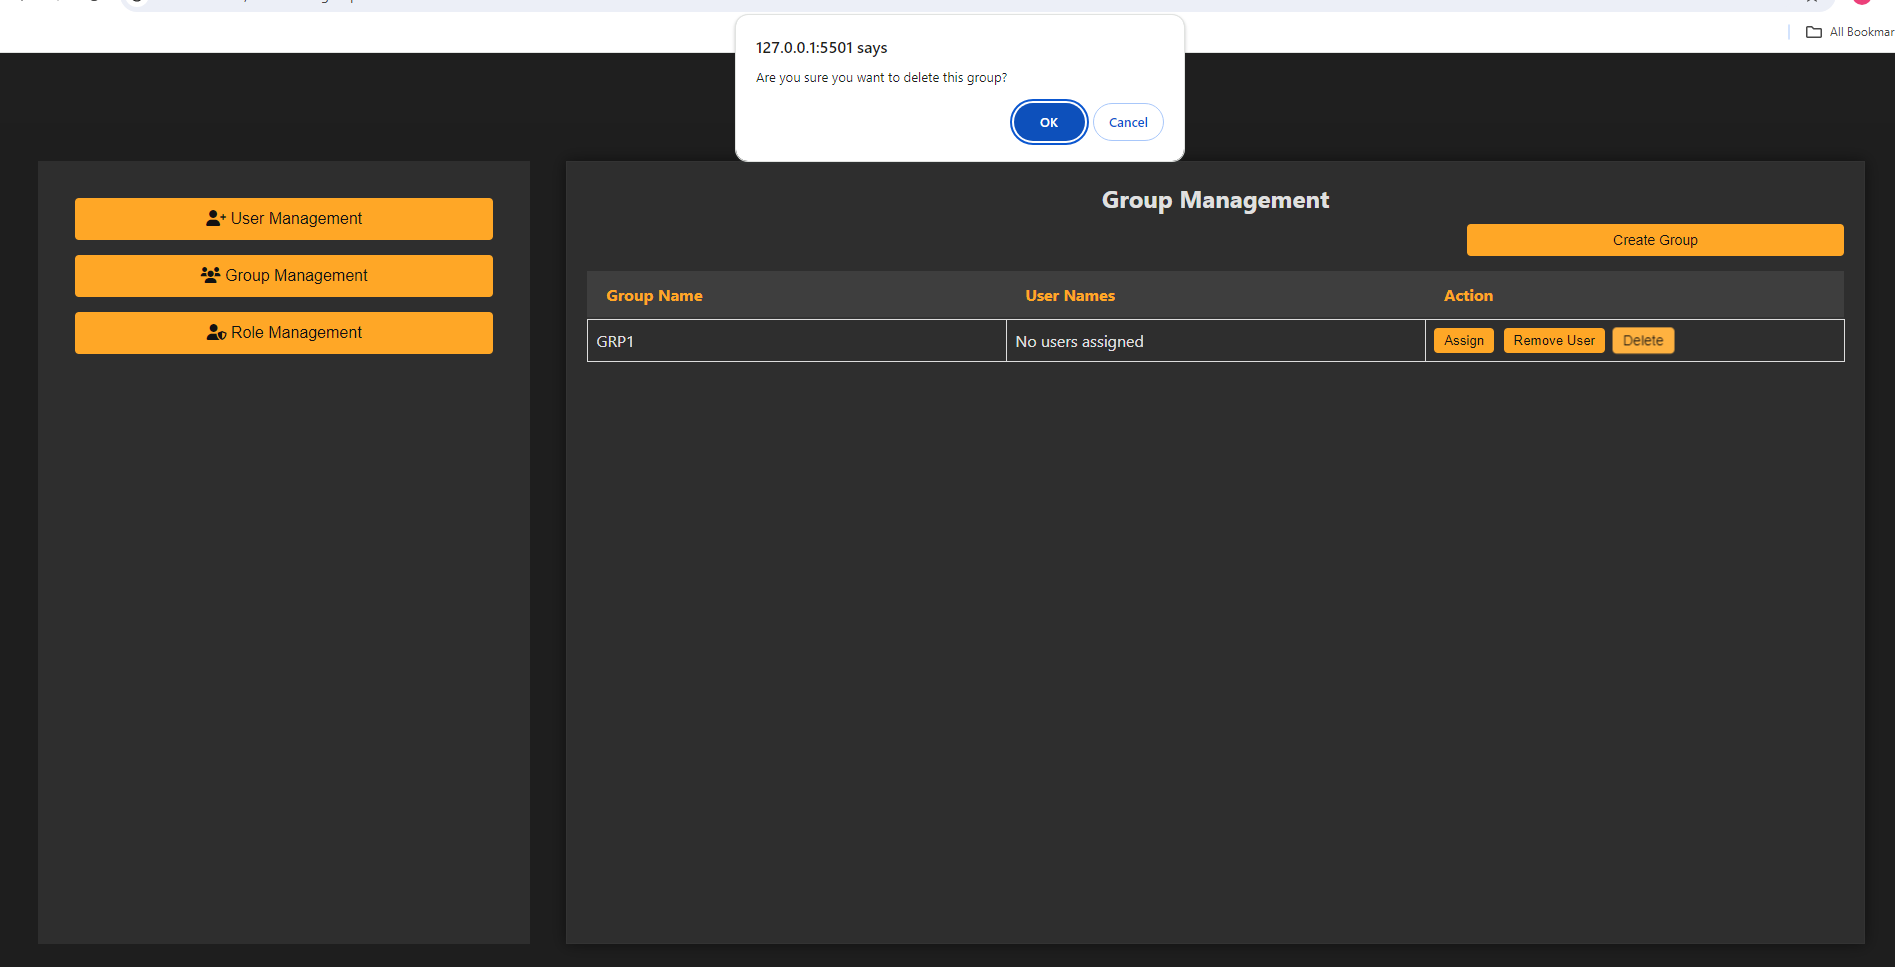 All Bookmar
127.0.0.1:5501 says
Are you sure you want to delete this group?
OK
Cancel
User Management
Group Management
Role Management
Group Management
Create Group
Group Name
User Names
Action
GRP1
No users assigned
Assign
Remove User
Delete